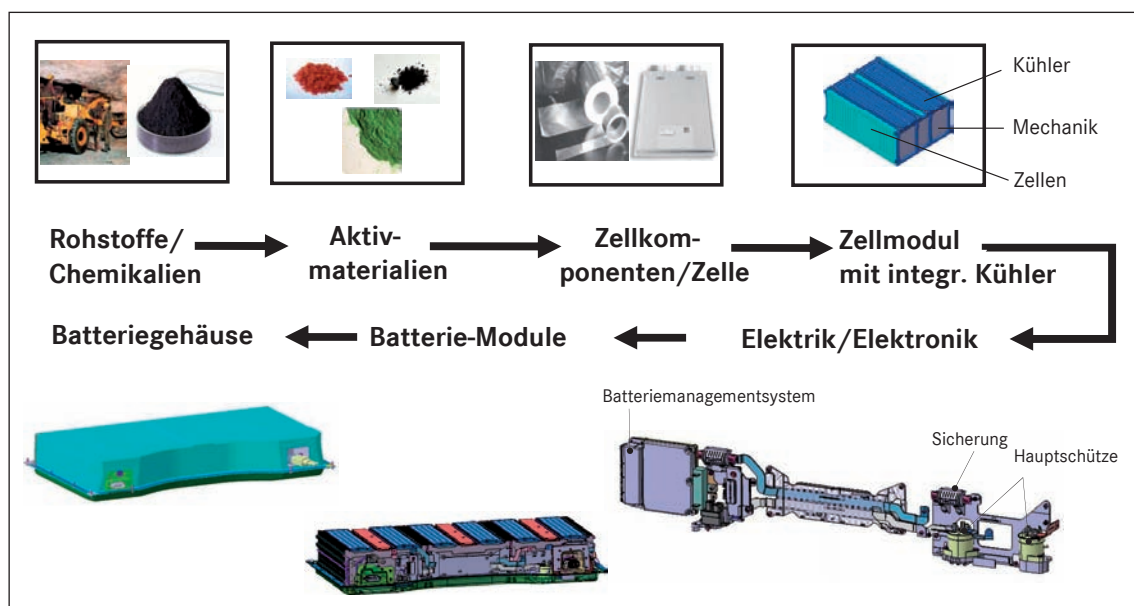 Kühler
Mechanik
Zellen
Rohstoffe/
Chemikalien
Aktiv-
materialien
Zellkom-
ponenten/Zelle
Zellmodul
mit integr. Kühler
Batteriegehäuse
Batterie-Module
Elektrik/Elektronik
Batteriemanagementsystem
Sicherung
Hauptschütze